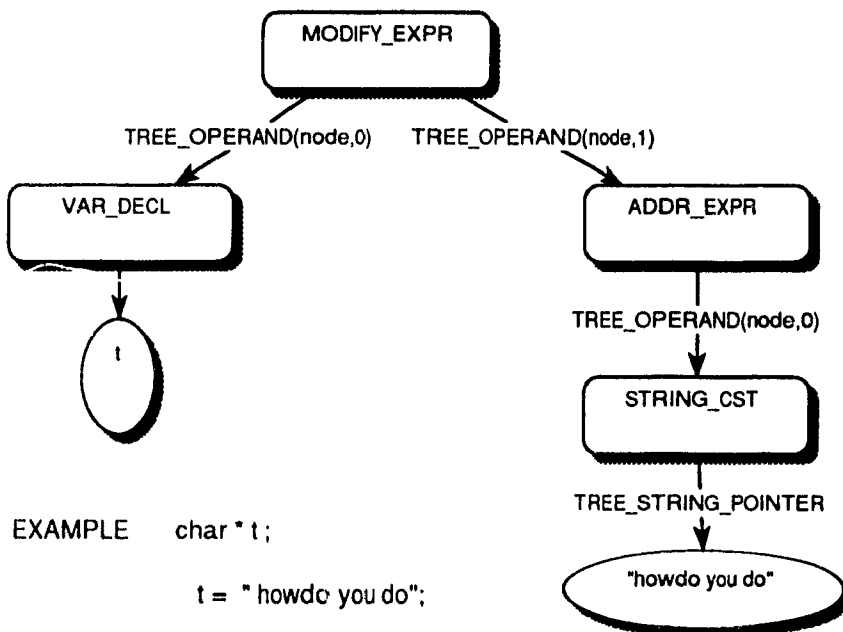 MODIFY_EXPR
TREE_OPERAND(node,0) TREE_OPERAND(node,1)
VAR_DECL ADDR_EXPR
TREE_OPERAND(node,0)
t
STRING_CST
TREE_STRING_POINTER
EXAMPLE char * t ;
"howdo you do"
t = " howdo you do";